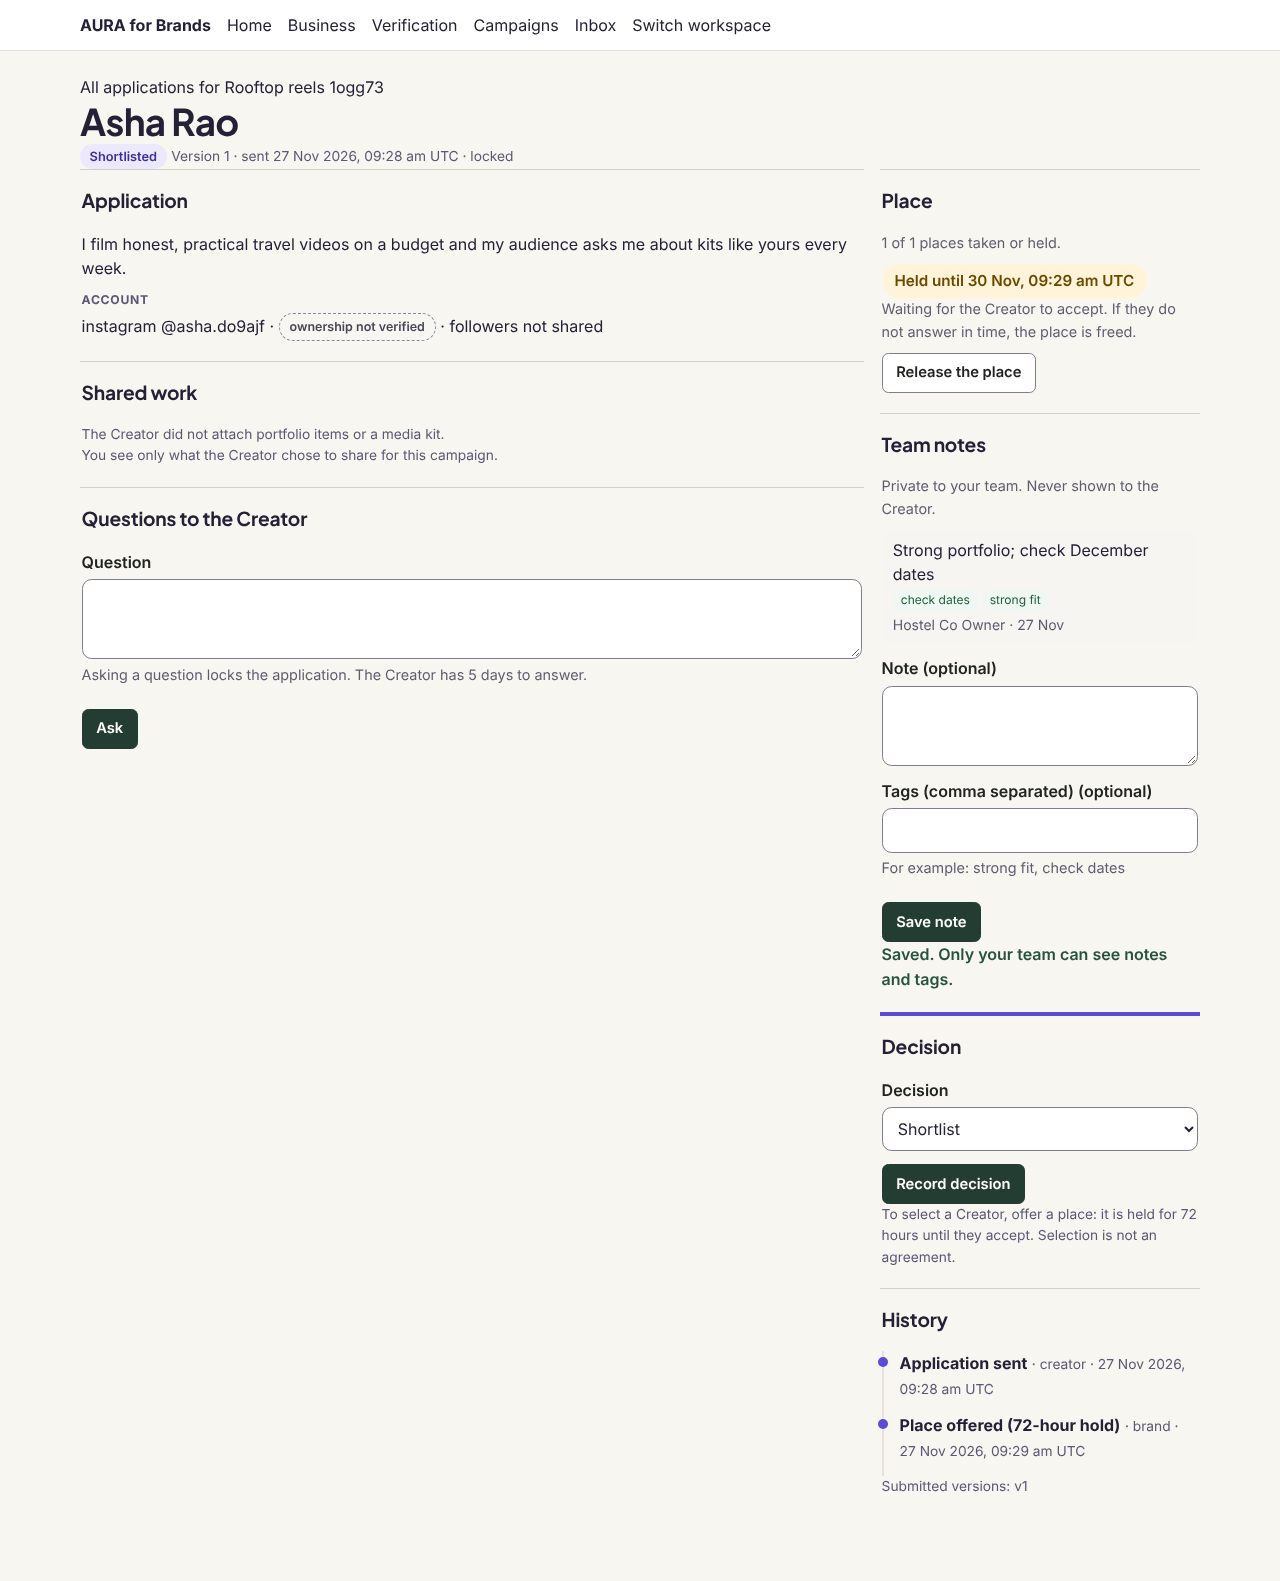 AURA for Brands Home Business Verification Campaigns Inbox Switch workspace
All applications for Rooftop reels 1ogg73
Asha Rao
Shortlisted Version 1 · sent 27 Nov 2026, 09:28 am UTC · locked
Application
I film honest, practical travel videos on a budget and my audience asks me about kits like yours every
week.
ACCOUNT
instagram @asha.do9ajf · ownership not verified · followers not shared
Shared work
The Creator did not attach portfolio items or a media kit.
You see only what the Creator chose to share for this campaign.
Questions to the Creator
Question
Asking a question locks the application. The Creator has 5 days to answer.
Ask
Place
1 of 1 places taken or held.
Held until 30 Nov, 09:29 am UTC
Waiting for the Creator to accept. If they do
not answer in time, the place is freed.
Release the place
Team notes
Private to your team. Never shown to the
Creator.
Strong portfolio; check December
dates
check dates strong fit
Hostel Co Owner · 27 Nov
Note (optional)
Tags (comma separated) (optional)
For example: strong fit, check dates
Save note
Saved. Only your team can see notes
and tags.
Decision
Decision
Shortlist
Record decision
To select a Creator, offer a place: it is held for 72
hours until they accept. Selection is not an
agreement.
History
Application sent · creator · 27 Nov 2026,
09:28 am UTC
Place offered (72-hour hold) · brand ·
27 Nov 2026, 09:29 am UTC
Submitted versions: v1